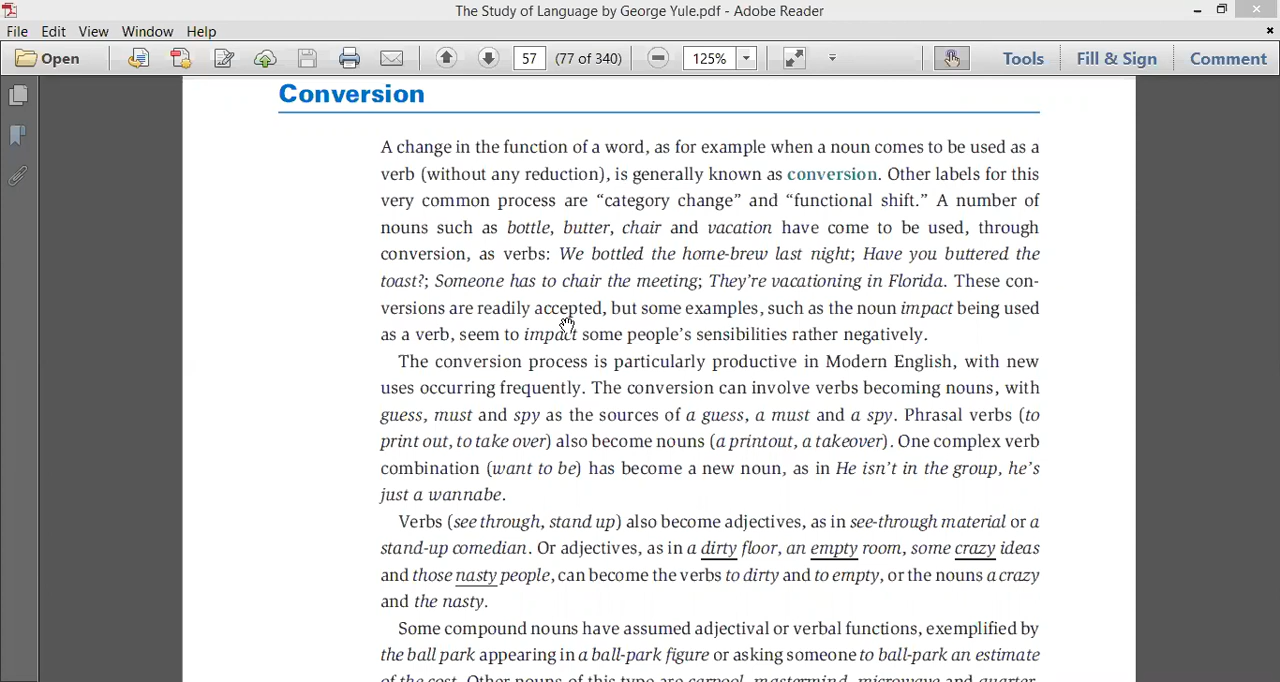 The Study of Language by George Yule.pdf - Adobe Reader
File Edit View Window Help
Open 57 (77 of 340) 125% Tools Fill & Sign Comment
Conversion
A change in the function of a word, as for example when a noun comes to be used as a
verb (without any reduction), is generally known as conversion. Other labels for this
very common process are “category change” and “functional shift.” A number of
nouns such as bottle, butter, chair and vacation have come to be used, through
conversion, as verbs: We bottled the home-brew last night; Have you buttered the
toast?; Someone has to chair the meeting; They’re vacationing in Florida. These con-
versions are readily accepted, but some examples, such as the noun impact being used
as a verb, seem to impact some people’s sensibilities rather negatively.
The conversion process is particularly productive in Modern English, with new
uses occurring frequently. The conversion can involve verbs becoming nouns, with
guess, must and spy as the sources of a guess, a must and a spy. Phrasal verbs (to
print out, to take over) also become nouns (a printout, a takeover). One complex verb
combination (want to be) has become a new noun, as in He isn’t in the group, he’s
just a wannabe.
Verbs (see through, stand up) also become adjectives, as in see-through material or a
stand-up comedian. Or adjectives, as in a dirty floor, an empty room, some crazy ideas
and those nasty people, can become the verbs to dirty and to empty, or the nouns a crazy
and the nasty.
Some compound nouns have assumed adjectival or verbal functions, exemplified by
the ball park appearing in a ball-park figure or asking someone to ball-park an estimate
of the cost. Other nouns of this type are carpool, mastermind, microwave and quarter-